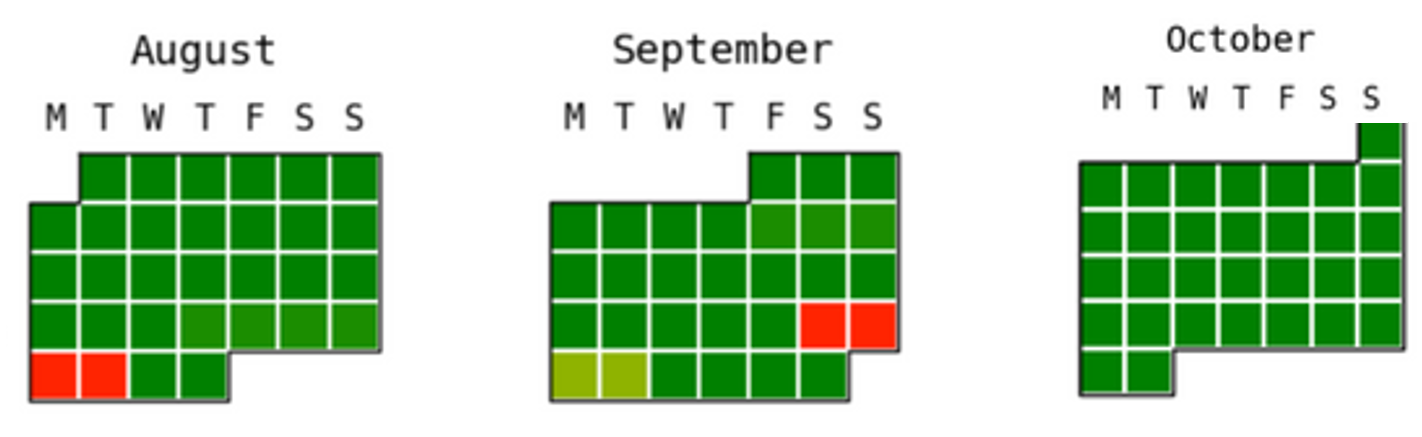 August
M T W T F S S
September
M T W T F S S
October
M T W T F S S